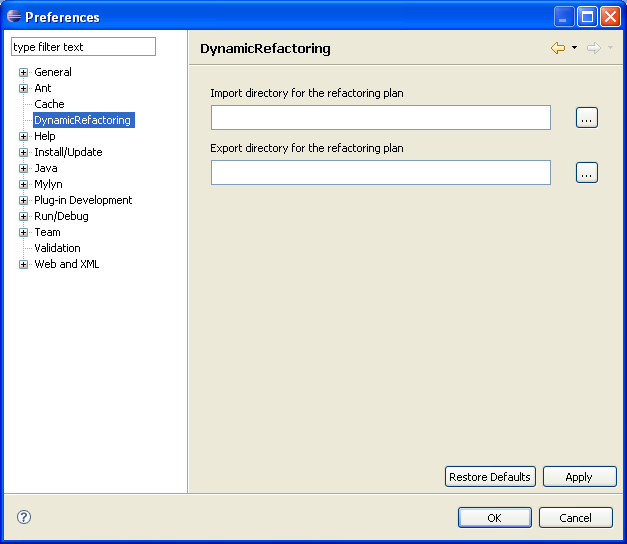 Preferences
type filter text
General
Ant
Cache
DynamicRefactoring
Help
Install/Update
Java
Mylyn
Plug-in Development
Run/Debug
Team
Validation
Web and XML
DynamicRefactoring
Import directory for the refactoring plan
...
Export directory for the refactoring plan
...
Restore Defaults
Apply
?
OK
Cancel